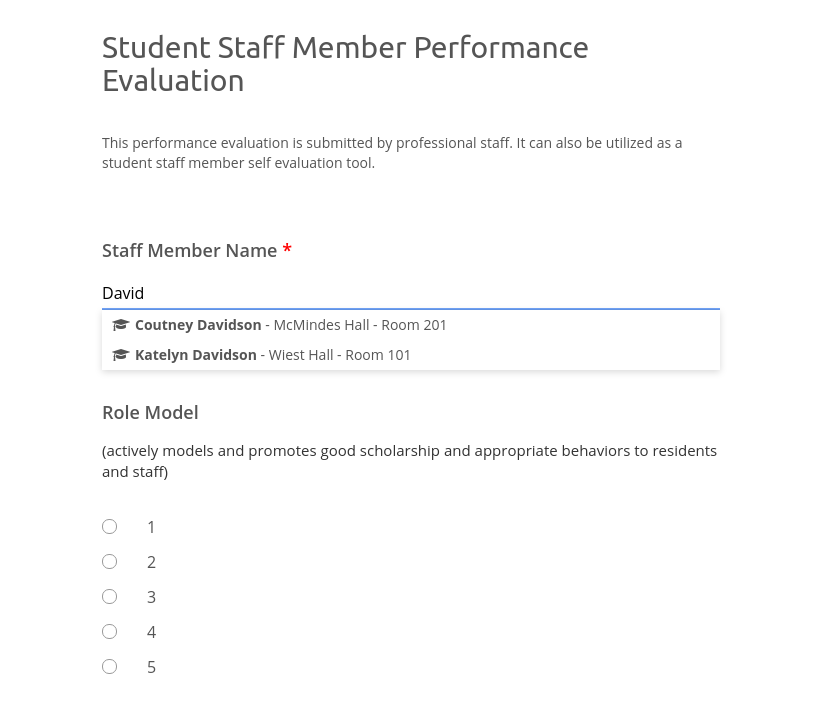 Student Staff Member Performance
Evaluation
This performance evaluation is submitted by professional staff. It can also be utilized as a
student staff member self evaluation tool.
Staff Member Name *
David
Coutney Davidson - McMindes Hall - Room 201
Katelyn Davidson - Wiest Hall - Room 101
Role Model
(actively models and promotes good scholarship and appropriate behaviors to residents
and staff)
1
2
3
4
5